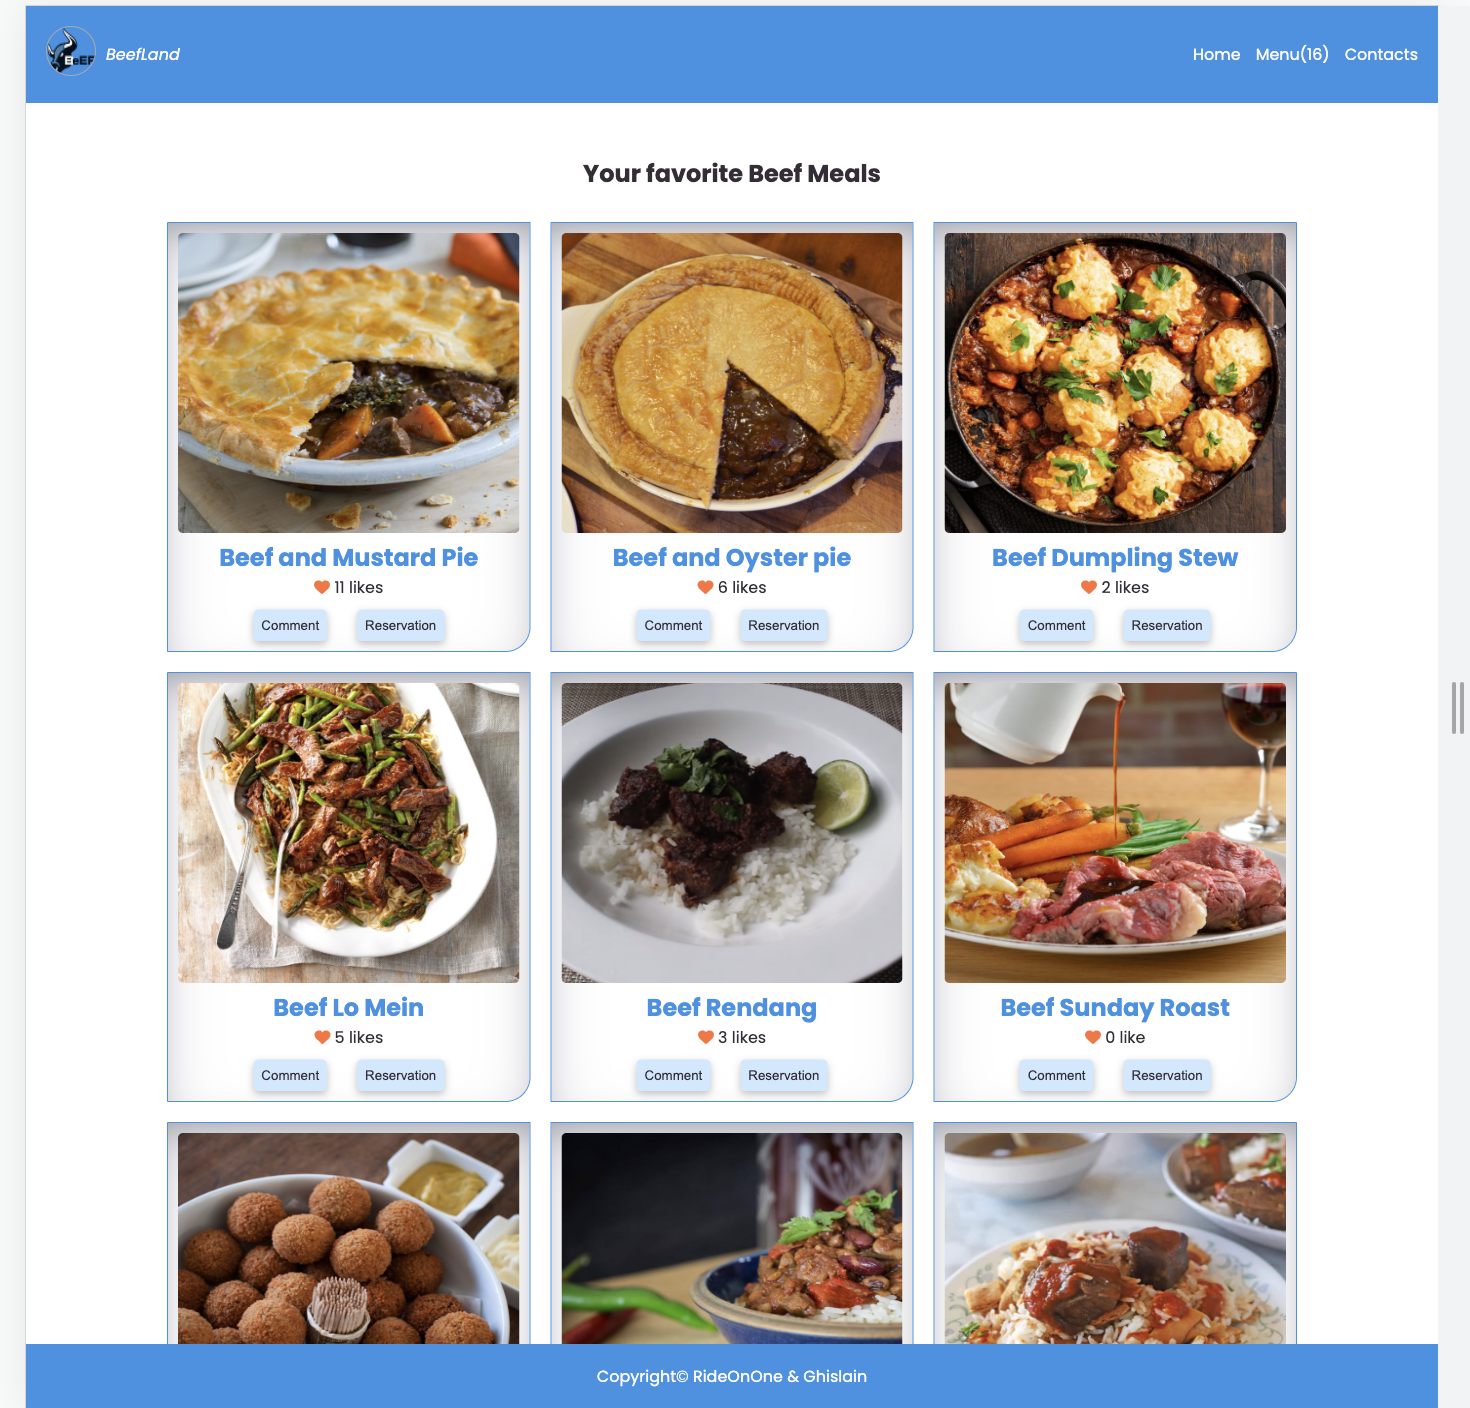 BeEF
BeefLand
Home Menu(16) Contacts
Your favorite Beef Meals
Beef and Mustard Pie
11 likes
Comment Reservation
Beef and Oyster pie
6 likes
Comment Reservation
Beef Dumpling Stew
2 likes
Comment Reservation
Beef Lo Mein
5 likes
Comment Reservation
Beef Rendang
3 likes
Comment Reservation
Beef Sunday Roast
0 like
Comment Reservation
Copyright© RideOnOne & Ghislain